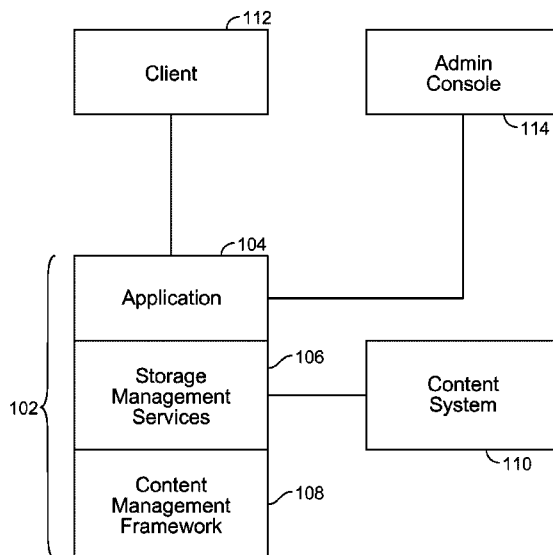 112
Client
Admin
Console
114
104
Application
106
Storage
Management
Services
102
Content
System
110
Content
Management
Framework
108